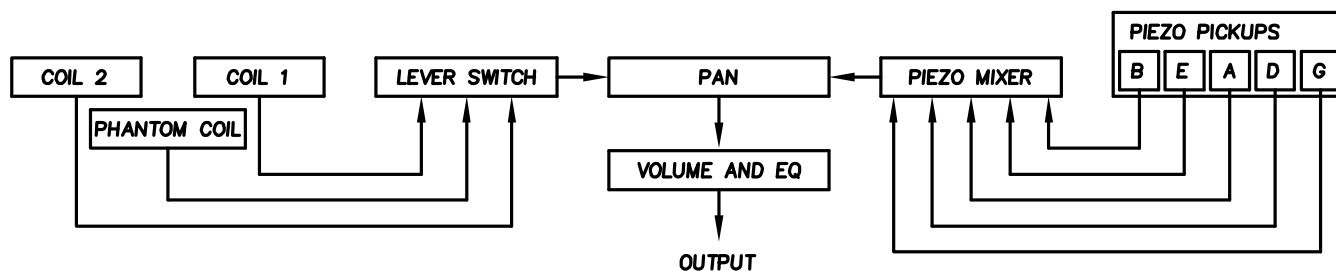 PIEZO PICKUPS
B E A D G
COIL 2
COIL 1
LEVER SWITCH
PAN
PIEZO MIXER
PHANTOM COIL
VOLUME AND EQ
OUTPUT